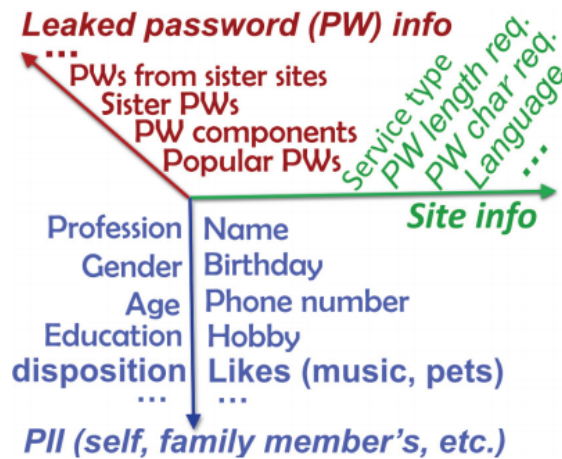 Leaked password (PW) info
...
PWs from sister sites
Sister PWs
PW components
Popular PWs
Service type
PW length req.
PW char req.
Language
...
Site info
Profession Name
Gender Birthday
Age Phone number
Education Hobby
disposition Likes (music, pets)
... ...
PII (self, family member's, etc.)